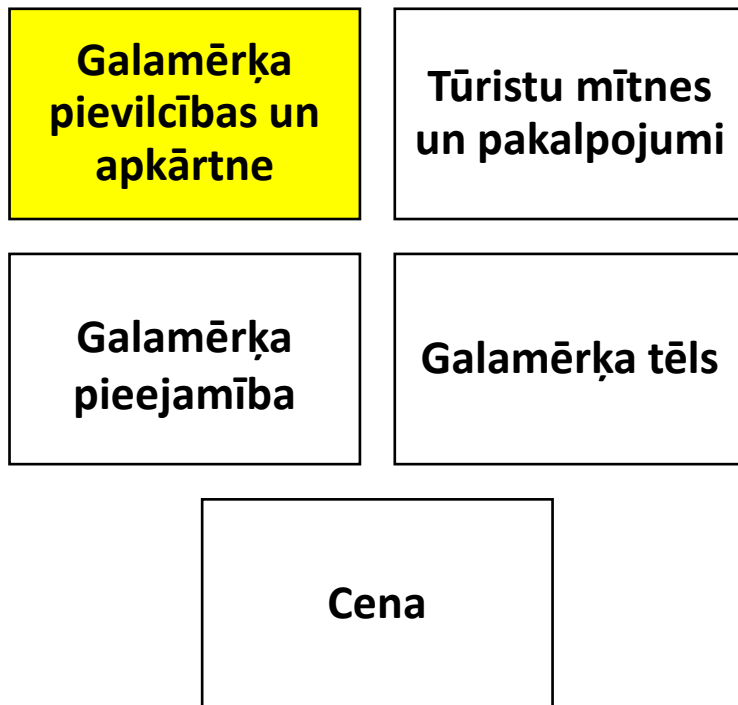 Galamērķa
pievilcības un
apkārtne
Tūristu mītnes
un pakalpojumi
Galamērķa
pieejamība
Galamērķa tēls
Cena